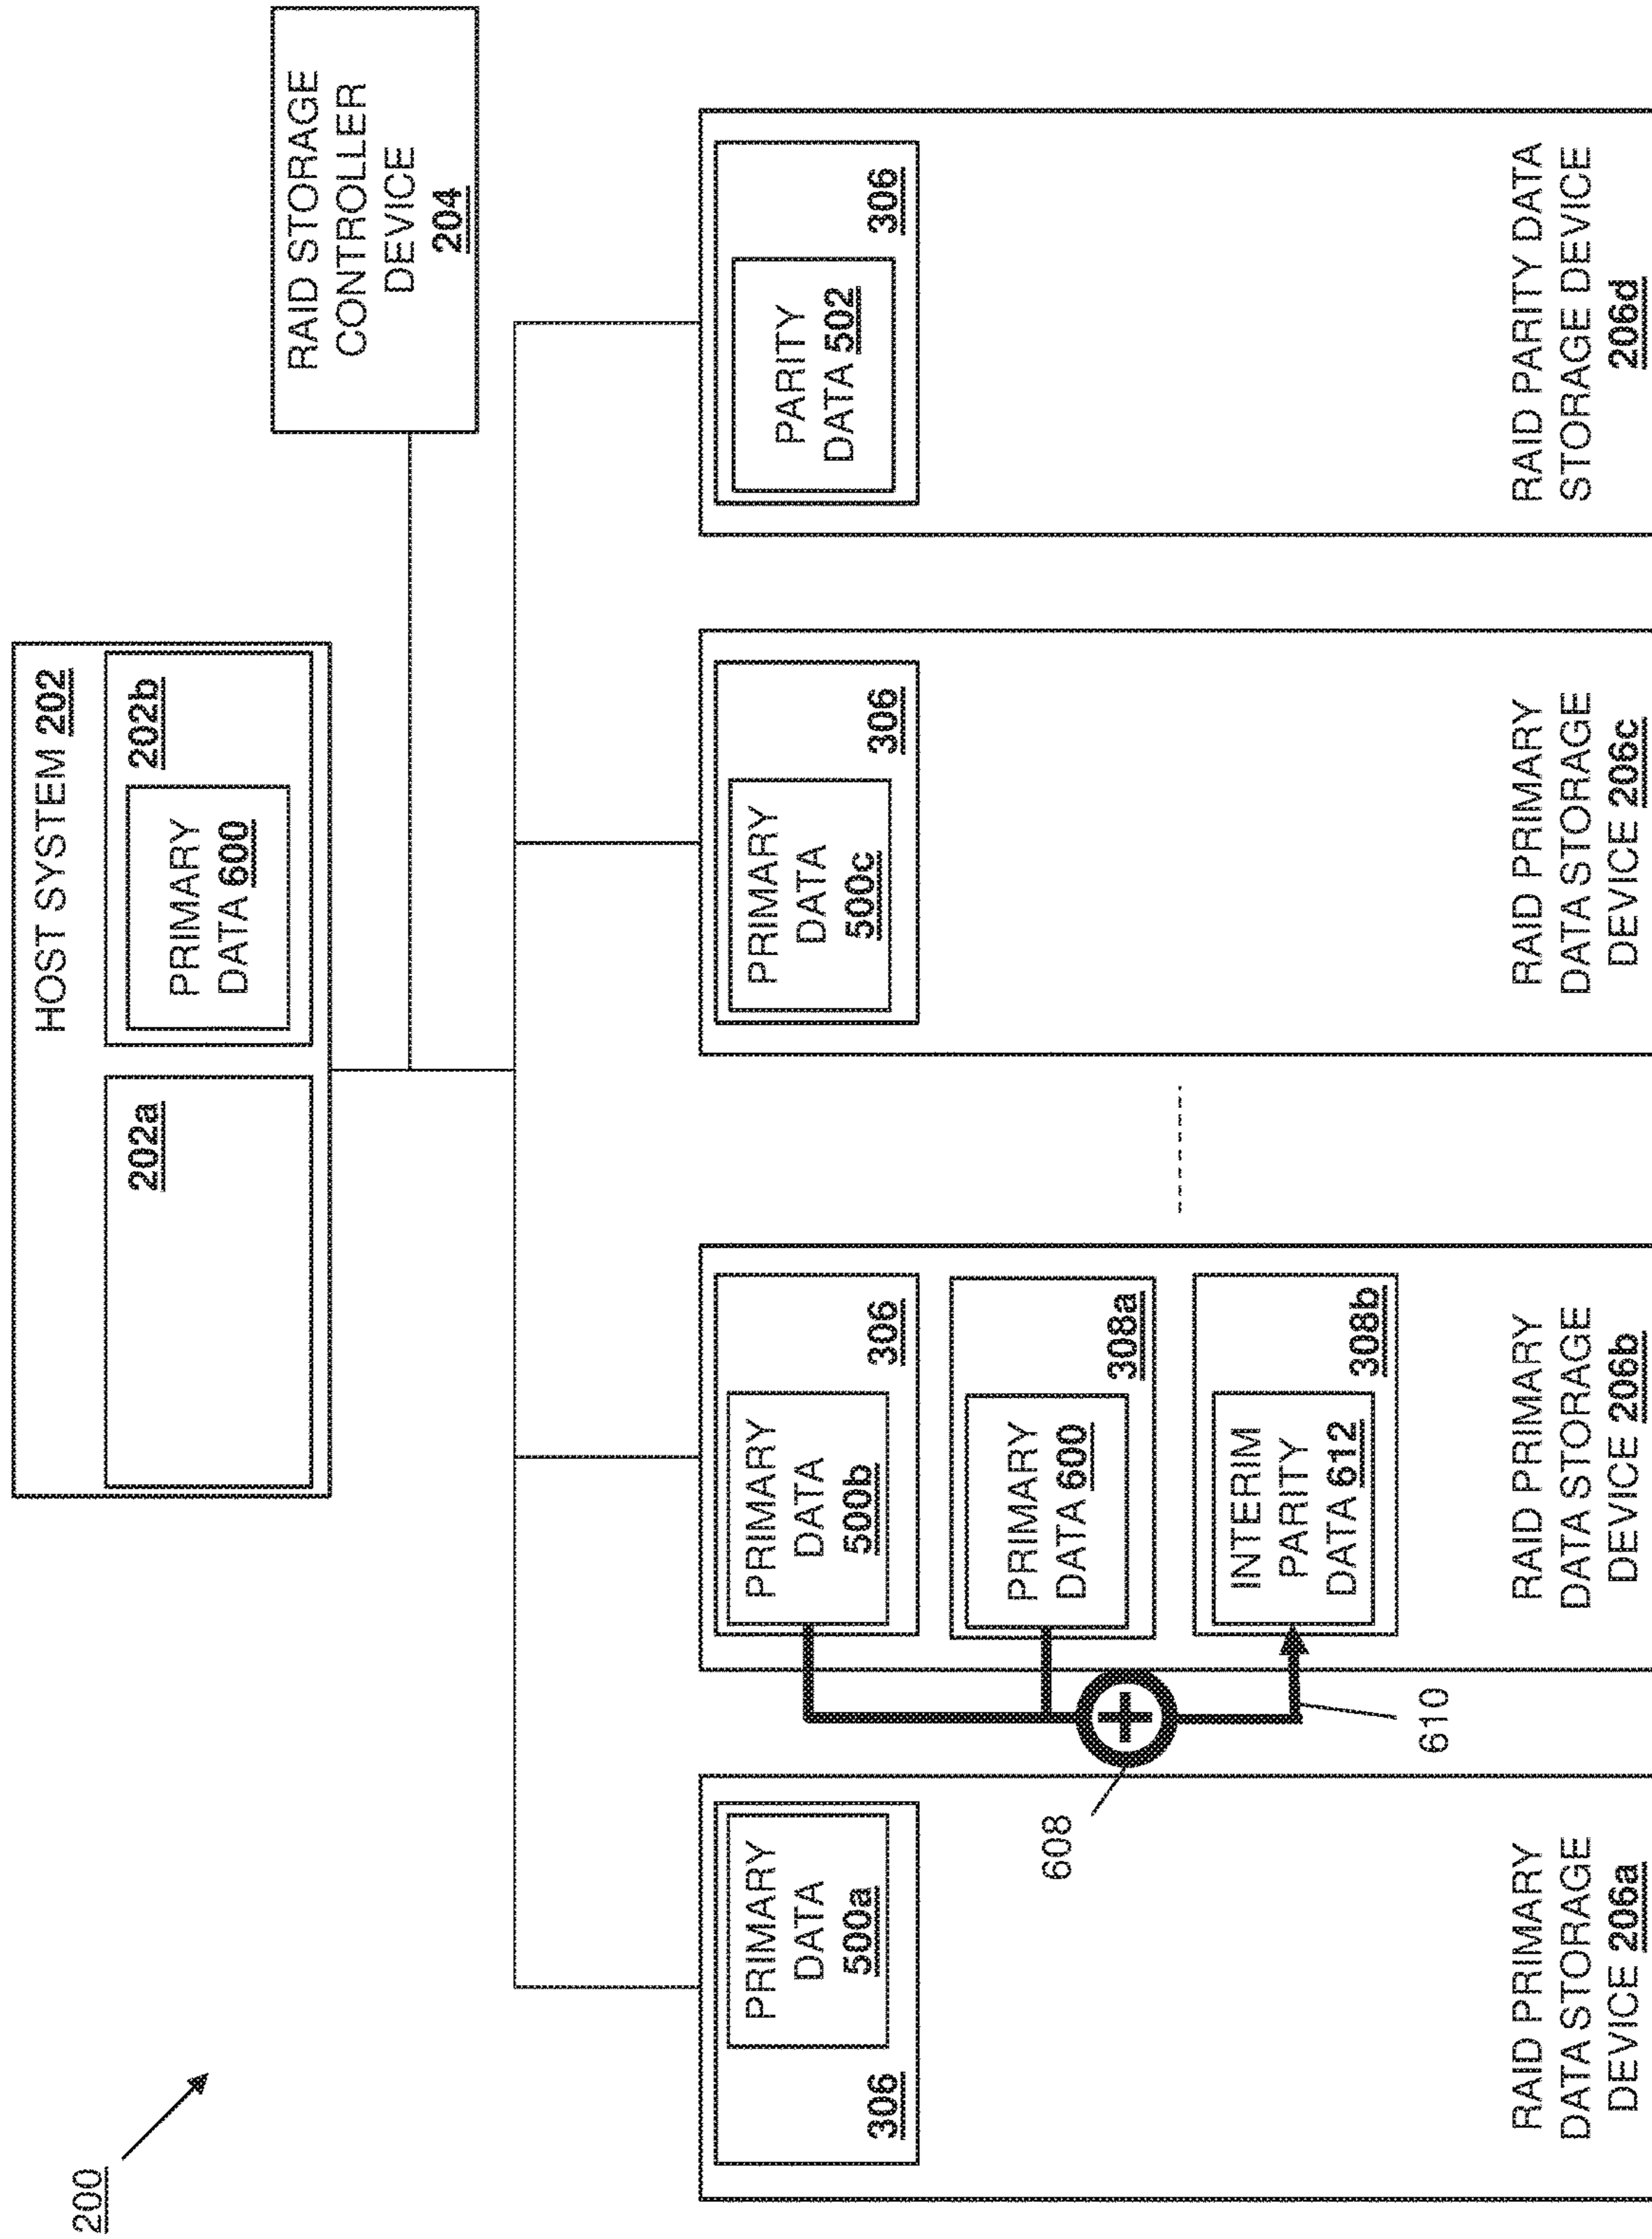 200
HOST SYSTEM 202
202a
202b
PRIMARY
DATA 600
RAID STORAGE
CONTROLLER
DEVICE
204
306
PRIMARY
DATA
500a
RAID PRIMARY
DATA STORAGE
DEVICE 206a
608
610
PRIMARY
DATA
500b
306
PRIMARY
DATA 600
308a
INTERIM
PARITY
DATA 612
308b
RAID PRIMARY
DATA STORAGE
DEVICE 206b
PRIMARY
DATA
500c
306
RAID PRIMARY
DATA STORAGE
DEVICE 206c
PARITY
DATA 502
306
RAID PARITY DATA
STORAGE DEVICE
206d